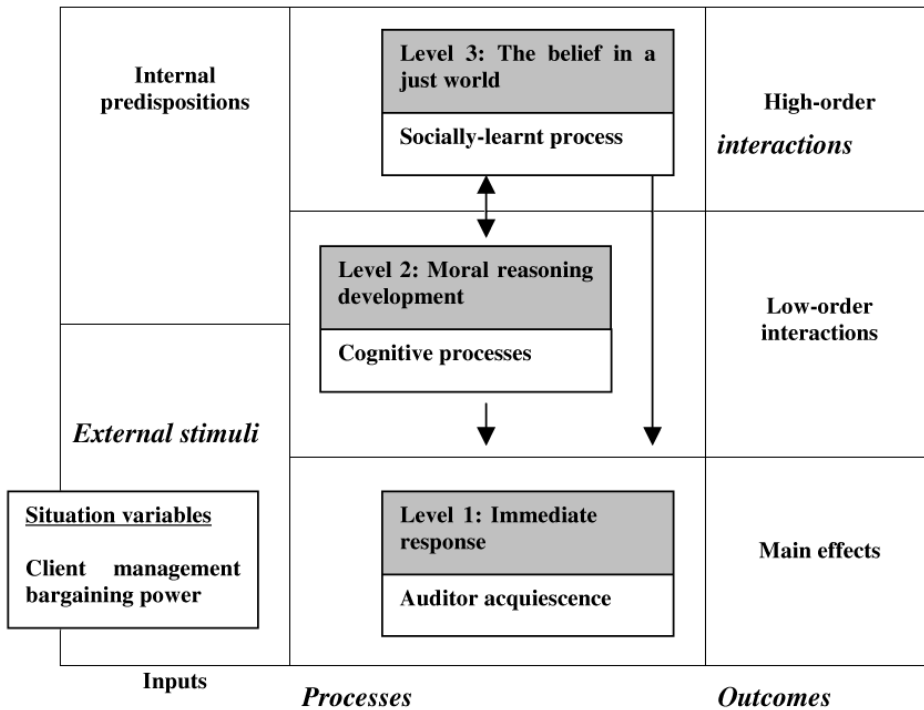 Internal
predispositions
Level 3: The belief in a
just world
Socially-learnt process
High-order
interactions
Level 2: Moral reasoning
development
Cognitive processes
Low-order
interactions
External stimuli
Situation variables
Client management
bargaining power
Level 1: Immediate
response
Auditor acquiescence
Main effects
Inputs
Processes
Outcomes